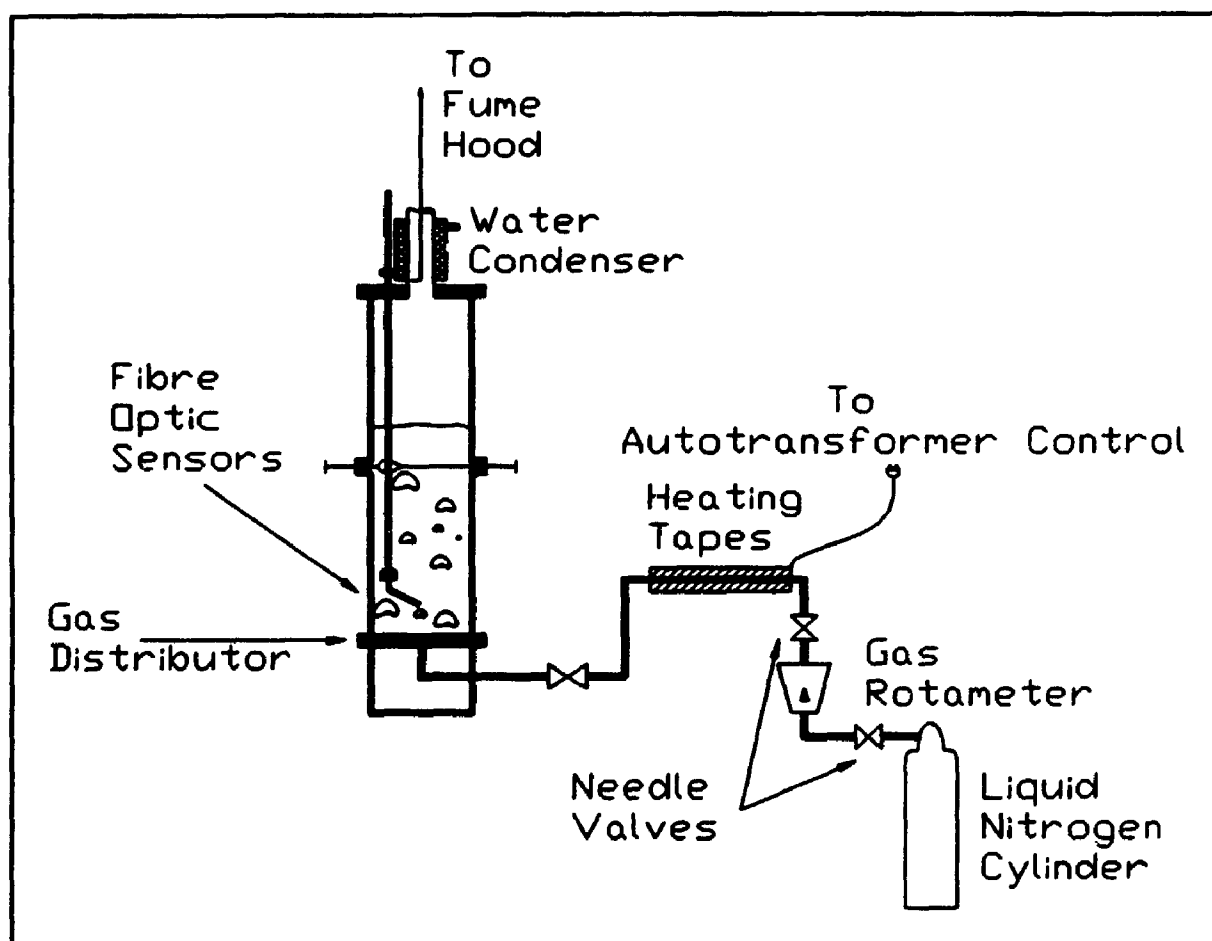 To
Fume
Hood
Water
Condenser
Fibre
Optic
Sensors
To
Autotransformer Control
Heating
Tapes
Gas
Distributor
Gas
Rotameter
Needle
Valves
Liquid
Nitrogen
Cylinder